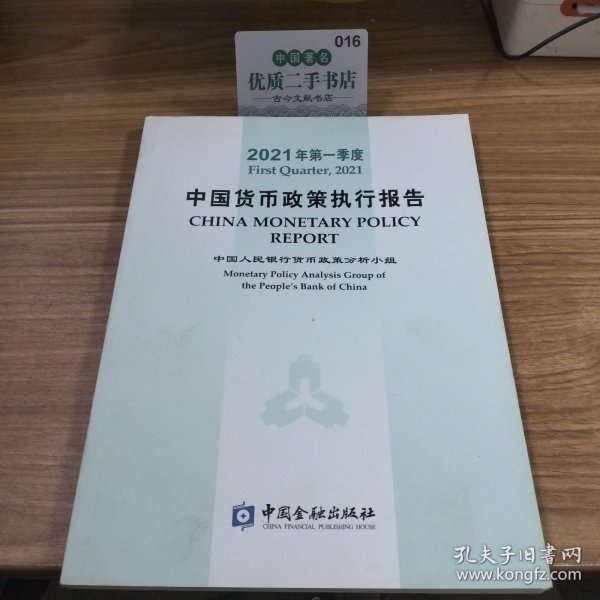 016
中国著名
优质二手书店
古今文献书店
2021年第一季度
First Quarter, 2021
中国货币政策执行报告
CHINA MONETARY POLICY
REPORT
中国人民银行货币政策分析小组
Monetary Policy Analysis Group of
the People's Bank of China
中国金融出版社
CHINA FINANCIAL PUBLISHING HOUSE
孔夫子旧书网
www.kongfz.com